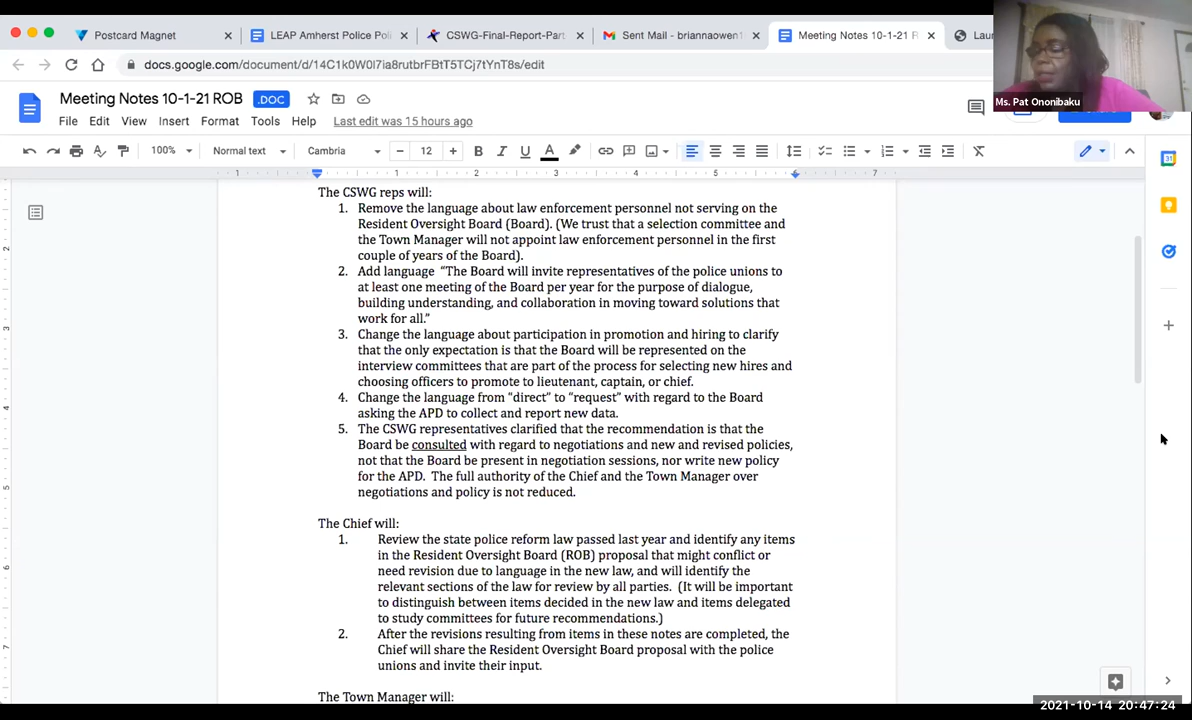 Postcard Magnet
LEAP Amherst Police Pol
CSWG-Final-Report-Part
Sent Mail - briannaowen
Meeting Notes 10-1-21 R
Laur
docs.google.com/document/d/14C1k0W0l7ia8rutbrFBtT5TCj7tYnT8s/edit
Ms. Pat Ononibaku
Meeting Notes 10-1-21 ROB .DOC
File Edit View Insert Format Tools Help Last edit was 15 hours ago
100% Normal text Cambria 12
1 1 2 3 4 5 6 7
The CSWG reps will:
1. Remove the language about law enforcement personnel not serving on the
Resident Oversight Board (Board). (We trust that a selection committee and
the Town Manager will not appoint law enforcement personnel in the first
couple of years of the Board).
2. Add language “The Board will invite representatives of the police unions to
at least one meeting of the Board per year for the purpose of dialogue,
building understanding, and collaboration in moving toward solutions that
work for all.”
3. Change the language about participation in promotion and hiring to clarify
that the only expectation is that the Board will be represented on the
interview committees that are part of the process for selecting new hires and
choosing officers to promote to lieutenant, captain, or chief.
4. Change the language from “direct” to “request” with regard to the Board
asking the APD to collect and report new data.
5. The CSWG representatives clarified that the recommendation is that the
Board be consulted with regard to negotiations and new and revised policies,
not that the Board be present in negotiation sessions, nor write new policy
for the APD. The full authority of the Chief and the Town Manager over
negotiations and policy is not reduced.
The Chief will:
1. Review the state police reform law passed last year and identify any items
in the Resident Oversight Board (ROB) proposal that might conflict or
need revision due to language in the new law, and will identify the
relevant sections of the law for review by all parties. (It will be important
to distinguish between items decided in the new law and items delegated
to study committees for future recommendations.)
2. After the revisions resulting from items in these notes are completed, the
Chief will share the Resident Oversight Board proposal with the police
unions and invite their input.
The Town Manager will:
2021-10-14 20:47:24